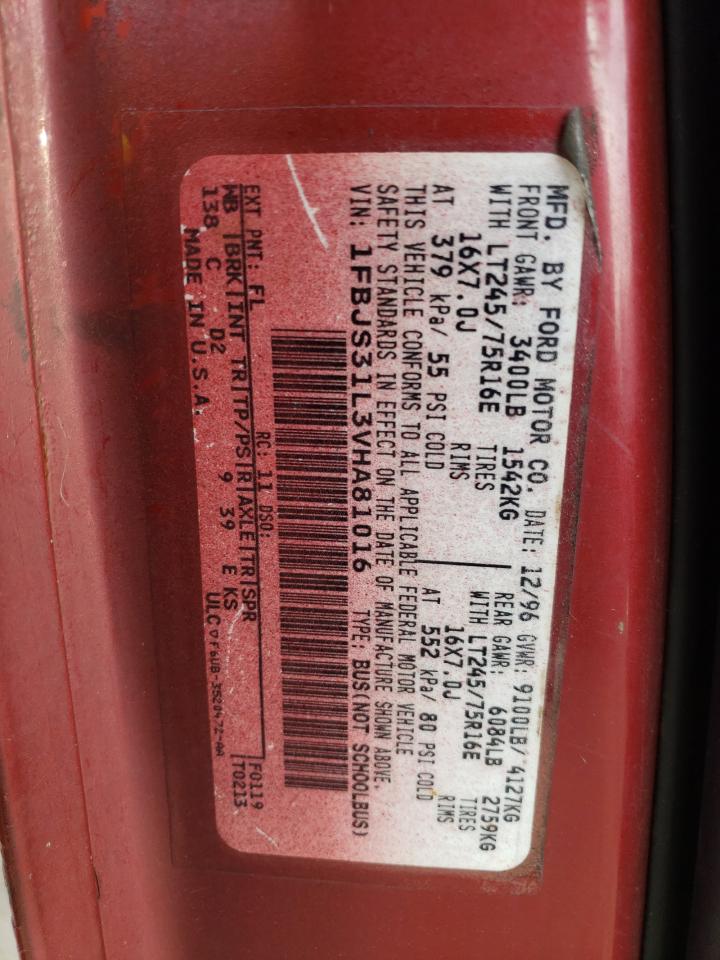 MFD. BY FORD MOTOR CO.
DATE: 12/96 GVWR: 9100LB/ 4127KG
FRONT GAWR: 3400LB 1542KG REAR GAWR: 6084LB 2759KG
WITH LT245/75R16E TIRES WITH LT245/75R16E TIRES
16X7.0J RIMS 16X7.0J RIMS
AT 379 kPa/ 55 PSI COLD AT 552 kPa/ 80 PSI COLD
THIS VEHICLE CONFORMS TO ALL APPLICABLE FEDERAL MOTOR VEHICLE
SAFETY STANDARDS IN EFFECT ON THE DATE OF MANUFACTURE SHOWN ABOVE.
VIN: 1FBJS31L3VHA81016 TYPE: BUS(NOT SCHOOLBUS)
F0119
T0213
EXT PNT: FL RC: 11 DSO:
WB |BRK|INT TR|TP/PS|R|AXLE|TR|SPR
138 C D2 9 39 E KS
MADE IN U.S.A. ULC ▽F6UB-3520472-AA